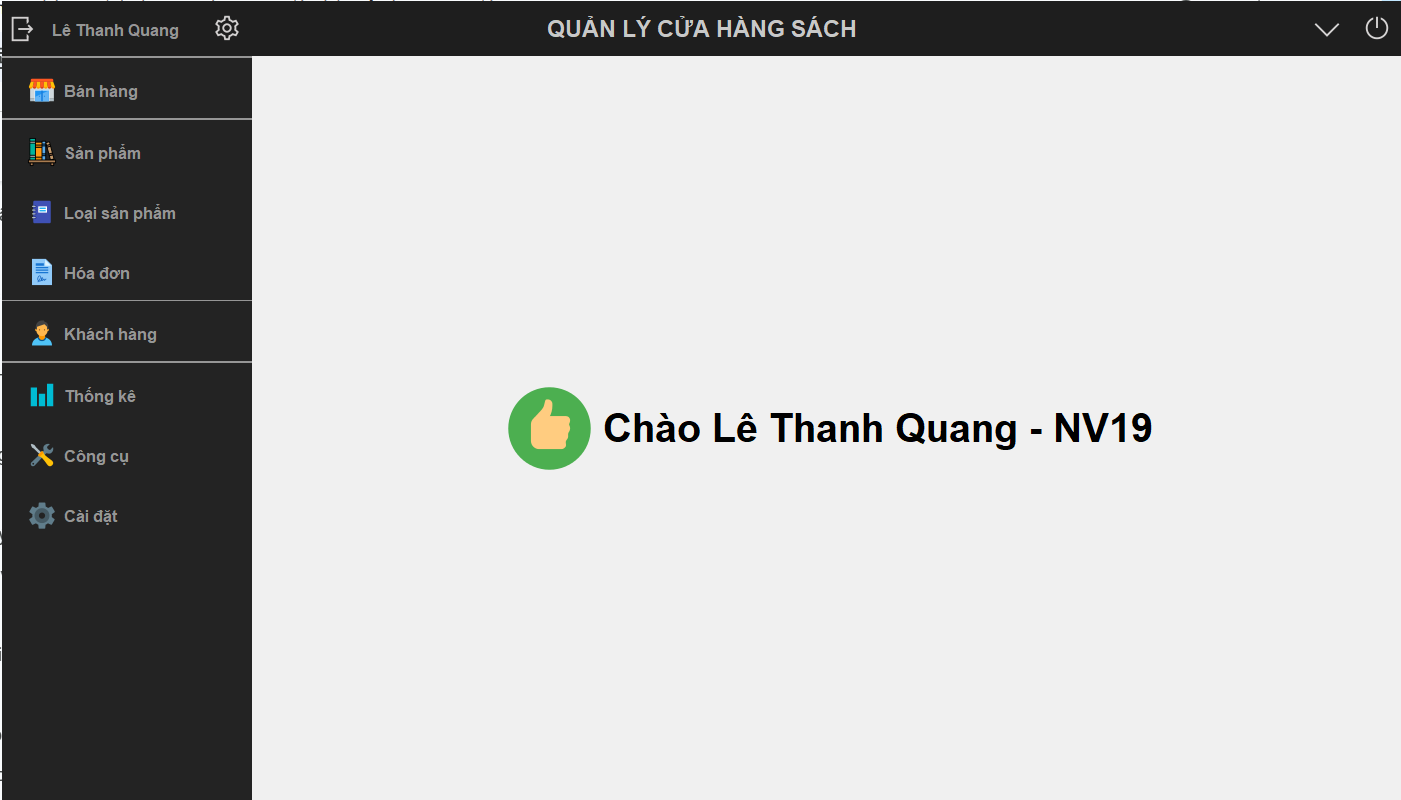 Lê Thanh Quang
QUẢN LÝ CỬA HÀNG SÁCH
Bán hàng
Sản phẩm
Loại sản phẩm
Hóa đơn
Khách hàng
Thống kê
Công cụ
Cài đặt
Chào Lê Thanh Quang - NV19